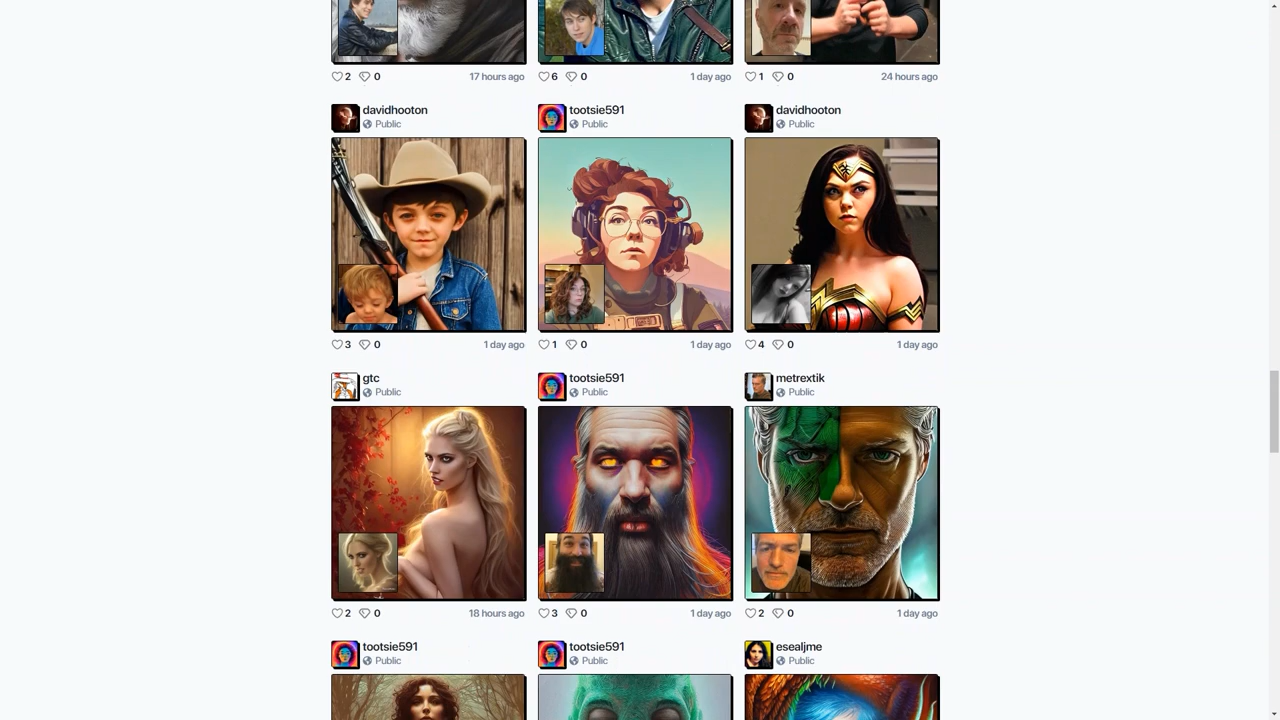 2 0 17 hours ago
6 0 1 day ago
1 0 24 hours ago
davidhooton
Public
tootsie591
Public
davidhooton
Public
3 0 1 day ago
1 0 1 day ago
4 0 1 day ago
gtc
Public
tootsie591
Public
metrextik
Public
2 0 18 hours ago
3 0 1 day ago
2 0 1 day ago
tootsie591
Public
tootsie591
Public
esealjme
Public